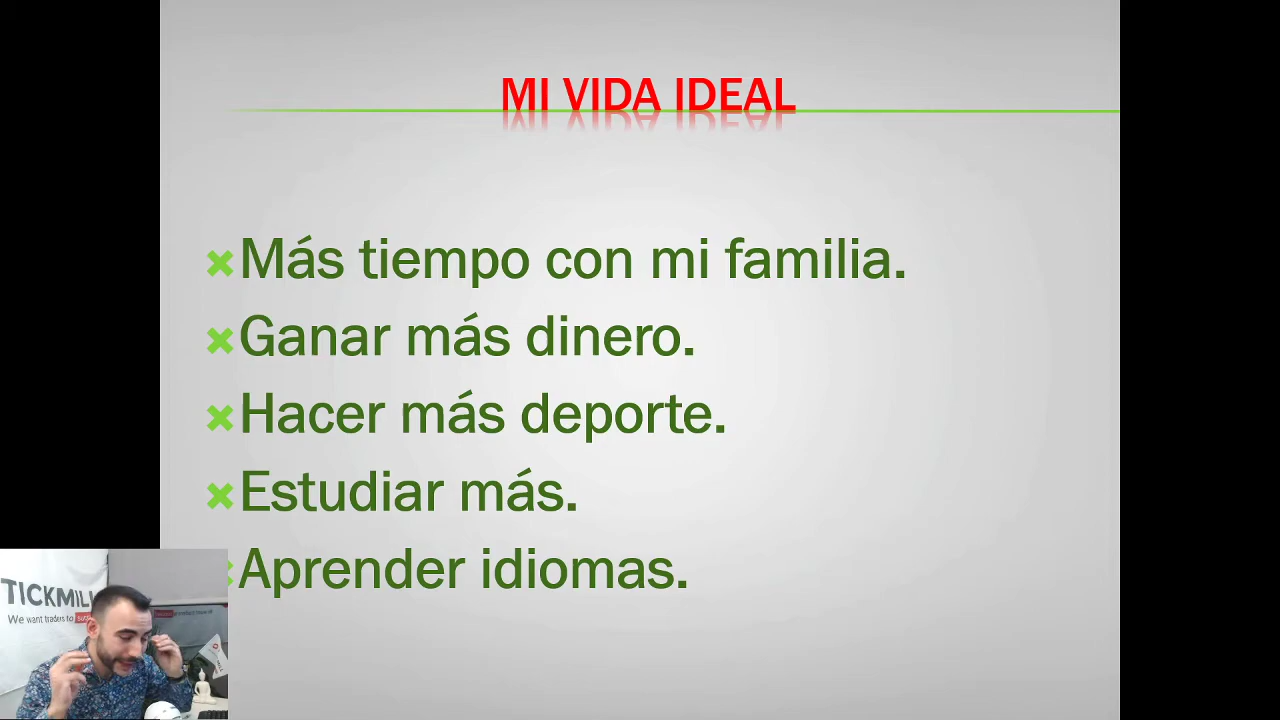 MI VIDA IDEAL
Más tiempo con mi familia.
Ganar más dinero.
Hacer más deporte.
Estudiar más.
Aprender idiomas.
TICKMILL
We want traders to